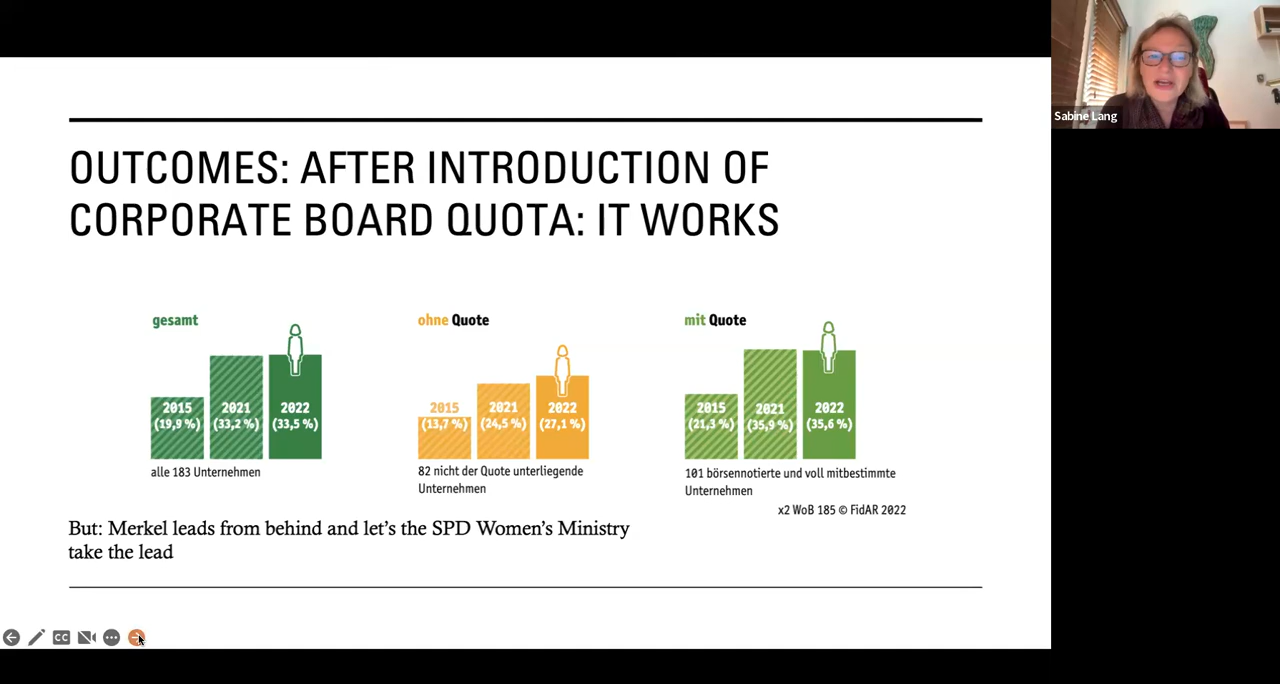 Sabine Lang
OUTCOMES: AFTER INTRODUCTION OF
CORPORATE BOARD QUOTA: IT WORKS
gesamt
2015
(19,9 %)
2021
(33,2 %)
2022
(33,5 %)
alle 183 Unternehmen
ohne Quote
2015
(13,7 %)
2021
(24,5 %)
2022
(27,1 %)
82 nicht der Quote unterliegende
Unternehmen
mit Quote
2015
(21,3 %)
2021
(35,9 %)
2022
(35,6 %)
101 börsennotierte und voll mitbestimmte
Unternehmen
x2 WoB 185 © FidAR 2022
But: Merkel leads from behind and let's the SPD Women's Ministry
take the lead
CC